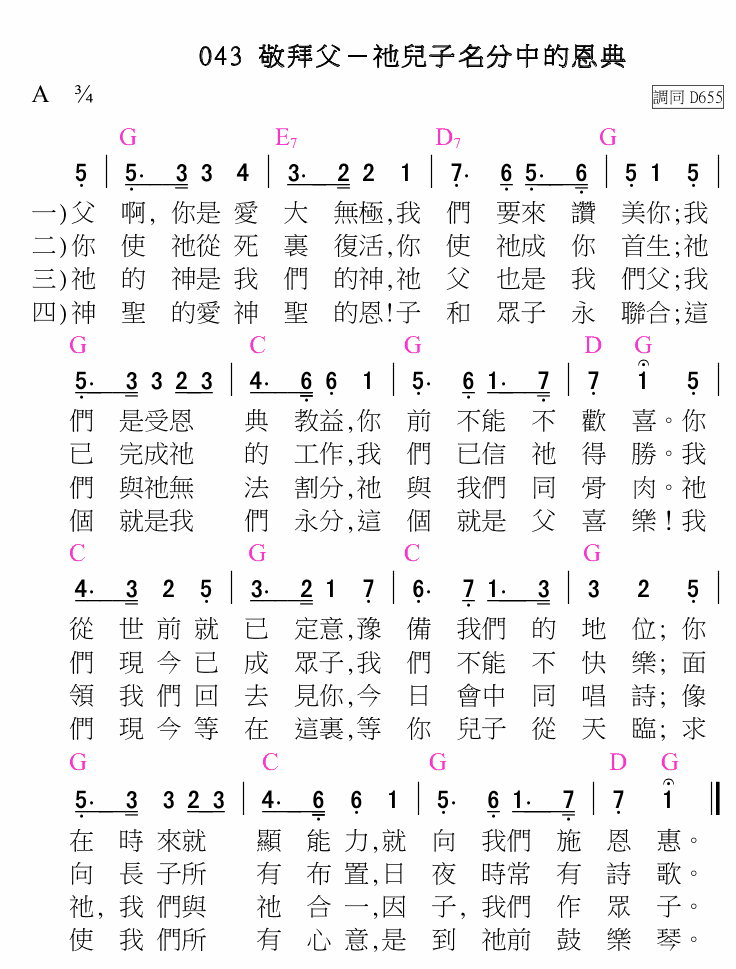 043 敬拜父－祂兒子名分中的恩典
A ¾ 調同 D655
G E7 D7 G
5 | 5· 3 3 4 | 3· 2 2 1 | 7· 6 5· 6 | 5 1 5 |
一)父 啊, 你是 愛 大 無極,我 們 要來 讚 美你;我
二)你 使 祂從 死 裏 復活,你 使 祂成 你 首生;祂
三)祂 的 神是 我 們 的神,祂 父 也是 我 們父;我
四)神 聖 的愛 神 聖 的恩!子 和 眾子 永 聯合;這
G C G D G
5· 3 3 2 3 | 4· 6 6 1 | 5· 6 1· 7 | 7 1 5 |
們 是受恩 典 教益,你 前 不能 不 歡 喜。你
已 完成祂 的 工作,我 們 已信 祂 得 勝。我
們 與祂無 法 割分,祂 與 我們 同 骨 肉。祂
個 就是我 們 永分,這 個 就是 父 喜 樂!我
C G C G
4· 3 2 5 | 3· 2 1 7 | 6· 7 1· 3 | 3 2 5 |
從 世 前 就 已 定意,豫 備 我們 的 地 位; 你
們 現 今 已 成 眾子,我 們 不能 不 快 樂; 面
領 我 們 回 去 見你,今 日 會中 同 唱 詩; 像
們 現 今 等 在 這裏,等 你 兒子 從 天 臨; 求
G C G D G
5· 3 3 2 3 | 4· 6 6 1 | 5· 6 1· 7 | 7 1 ‖
在 時 來就 顯 能 力,就 向 我們 施 恩 惠。
向 長 子所 有 布 置,日 夜 時常 有 詩 歌。
祂, 我 們與 祂 合 一,因 子, 我們 作 眾 子。
使 我 們所 有 心 意,是 到 祂前 鼓 樂 琴。